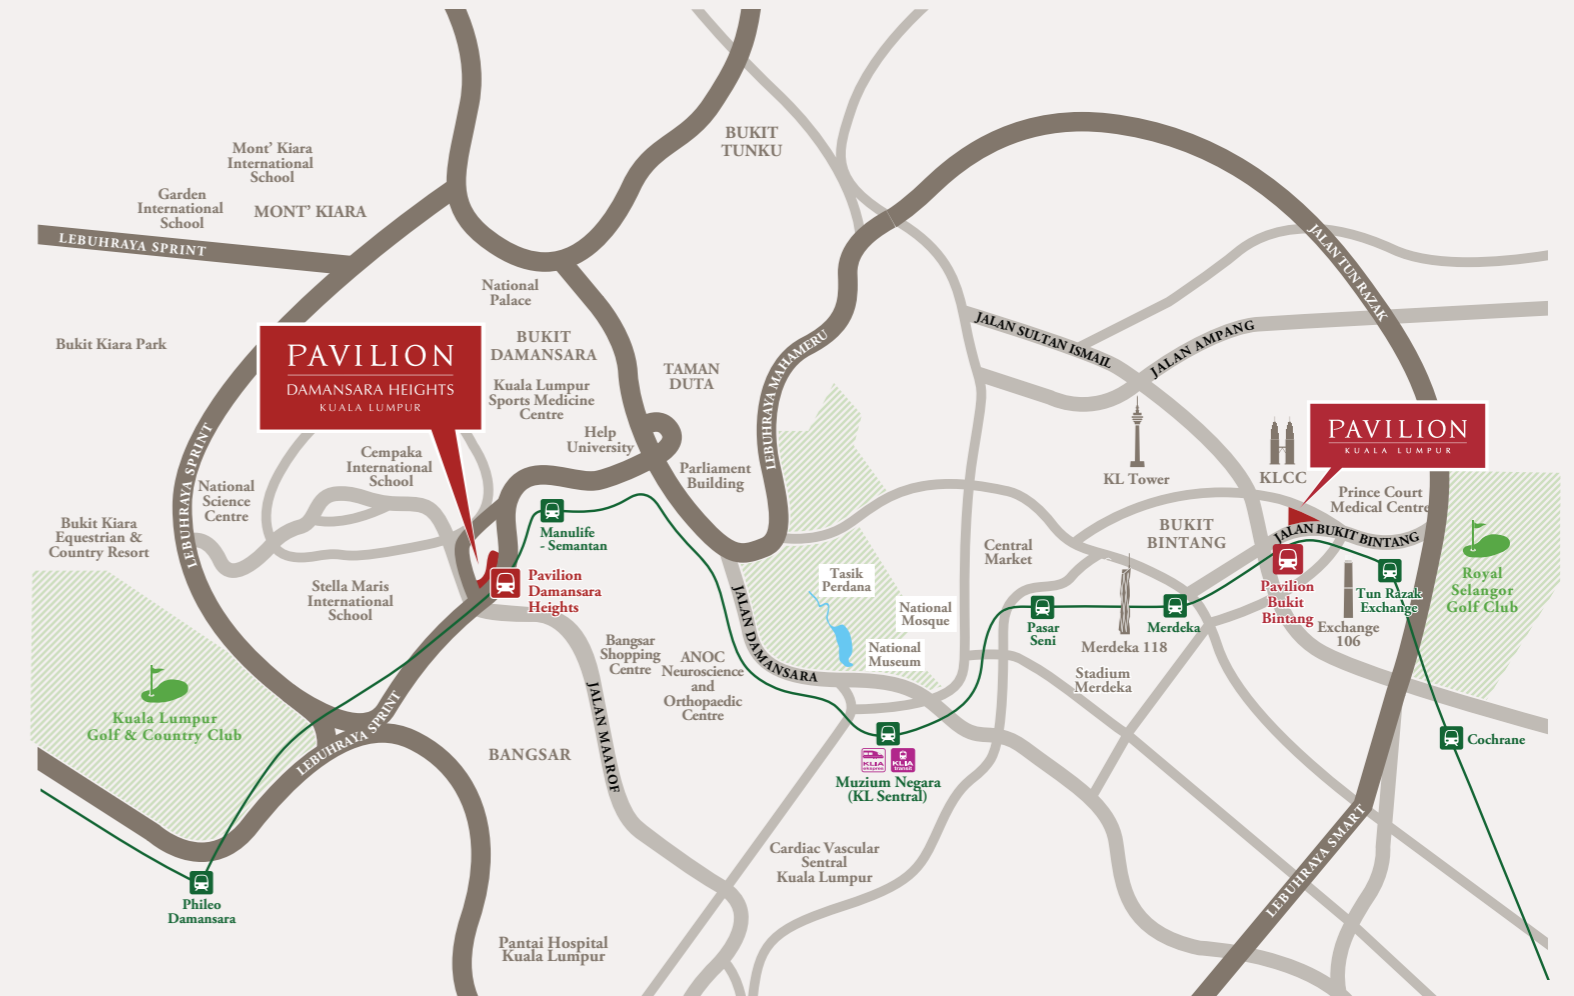 BUKIT
TUNKU
Mont’ Kiara
International
School
Garden
International
School
MONT’ KIARA
LEBUHRAYA SPRINT
JALAN TUN RAZAK
National
Palace
Bukit Kiara Park
PAVILION
DAMANSARA HEIGHTS
KUALA LUMPUR
BUKIT
DAMANSARA
Kuala Lumpur
Sports Medicine
Centre
Help
University
TAMAN
DUTA
LEBUHRAYA MAHAMERU
JALAN SULTAN ISMAIL
JALAN AMPANG
PAVILION
KUALA LUMPUR
KL Tower
KLCC
Prince Court
Medical Centre
LEBUHRAYA SPRINT
Cempaka
International
School
National
Science
Centre
Parliament
Building
Bukit Kiara
Equestrian &
Country Resort
Manulife
- Semantan
BUKIT
BINTANG
JALAN BUKIT BINTANG
Central
Market
Stella Maris
International
School
Pavilion
Damansara
Heights
Tasik
Perdana
National
Mosque
National
Museum
Pasar
Seni
Merdeka
Merdeka 118
Stadium
Merdeka
Pavilion
Bukit
Bintang
Tun Razak
Exchange
Exchange
106
Royal
Selangor
Golf Club
JALAN DAMANSARA
Bangsar
Shopping
Centre
ANOC
Neuroscience
and
Orthopaedic
Centre
Kuala Lumpur
Golf & Country Club
LEBUHRAYA SPRINT
BANGSAR
JALAN MAAROF
KLIA
ekspres
KLIA
transit
Muzium Negara
(KL Sentral)
Cochrane
Cardiac Vascular
Sentral
Kuala Lumpur
LEBUHRAYA SMART
Phileo
Damansara
Pantai Hospital
Kuala Lumpur